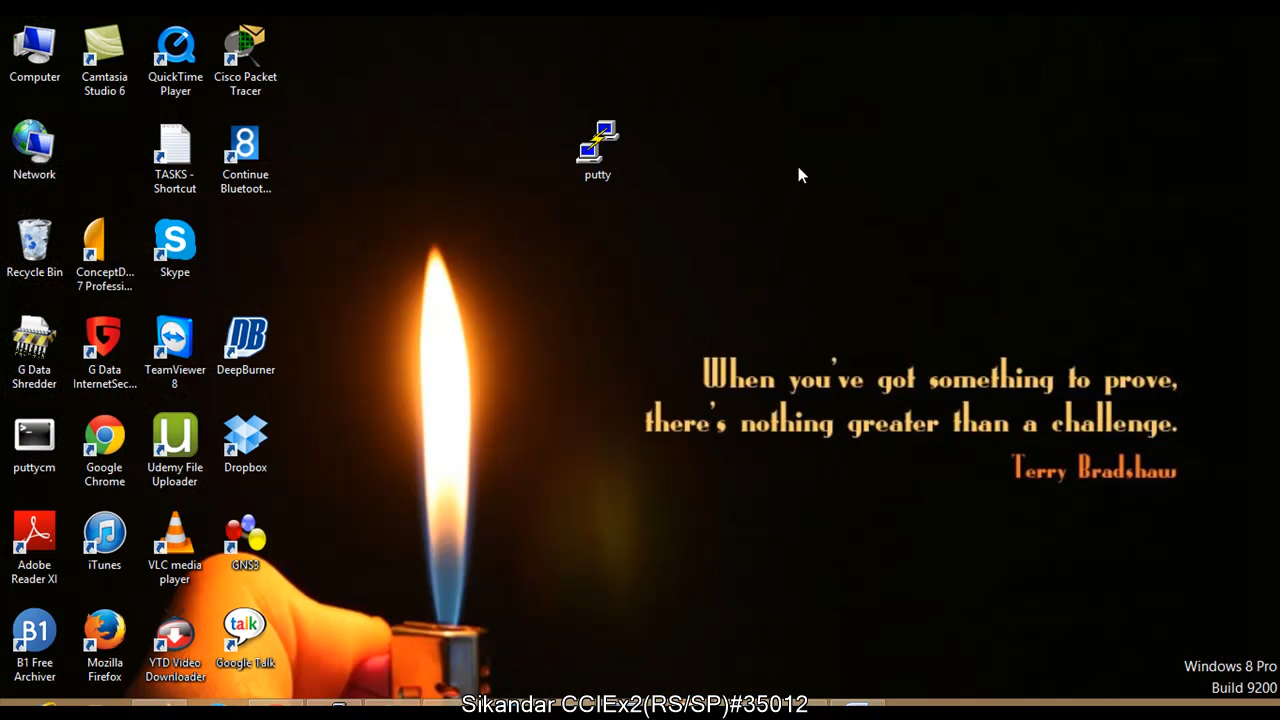 Computer
Camtasia
Studio 6
QuickTime
Player
Cisco Packet
Tracer
putty
Network
TASKS -
Shortcut
8
Continue
Bluetoot...
Recycle Bin
ConceptD...
7 Professi...
S
Skype
G Data
Shredder
G Data
InternetSec...
TeamViewer
8
DB
DeepBurner
When you've got something to prove,
there's nothing greater than a challenge.
Terry Bradshaw
>_
puttycm
Google
Chrome
u
Udemy File
Uploader
Dropbox
Adobe
Reader XI
iTunes
VLC media
player
GNS3
B1
B1 Free
Archiver
Mozilla
Firefox
YTD Video
Downloader
talk
Google Talk
Windows 8 Pro
Build 9200
Sikandar CCIEx2(RS/SP)#35012